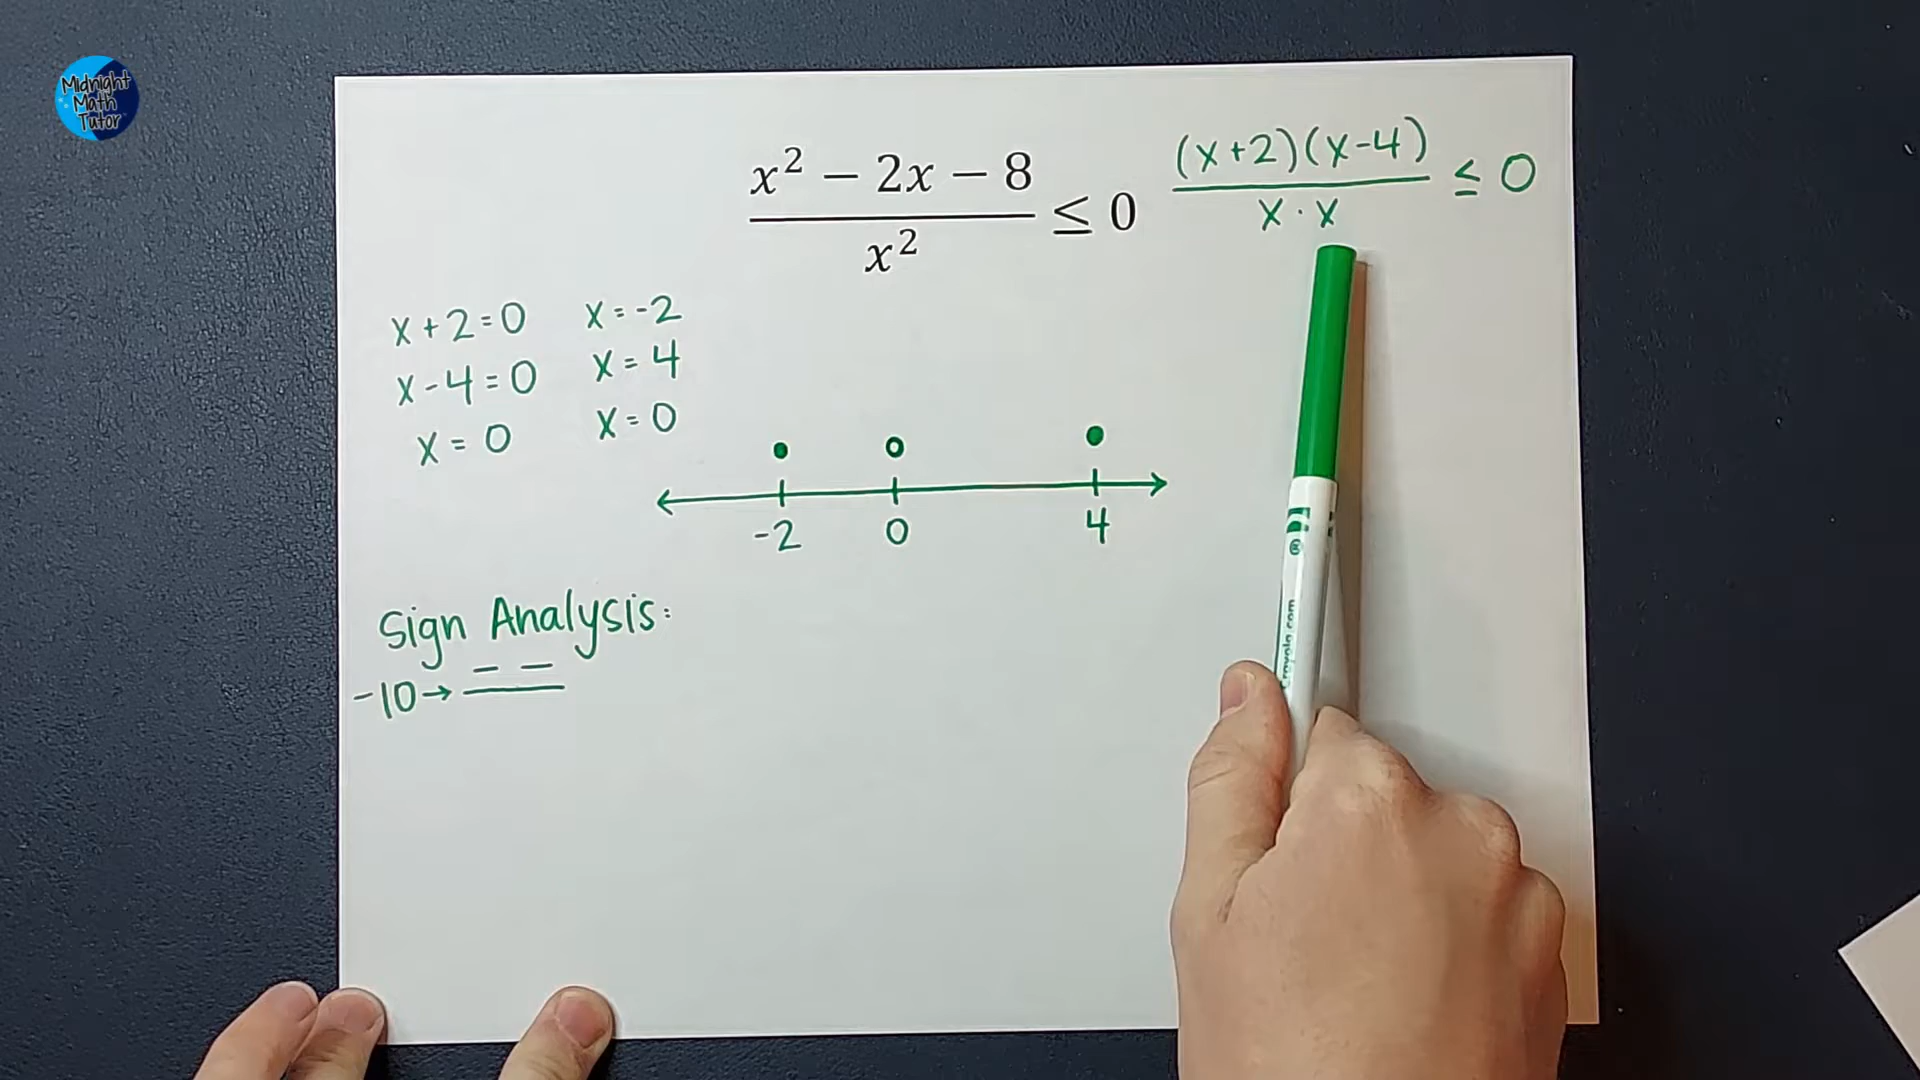 Midnight
Math
Tutor
x² − 2x − 8
x²
≤ 0
(x+2)(x-4)
x · x
≤ 0
x+2=0 x=-2
x-4=0 x=4
x=0 x=0
-2 0 4
Sign Analysis:
-10→ — —
Crayola.com
®